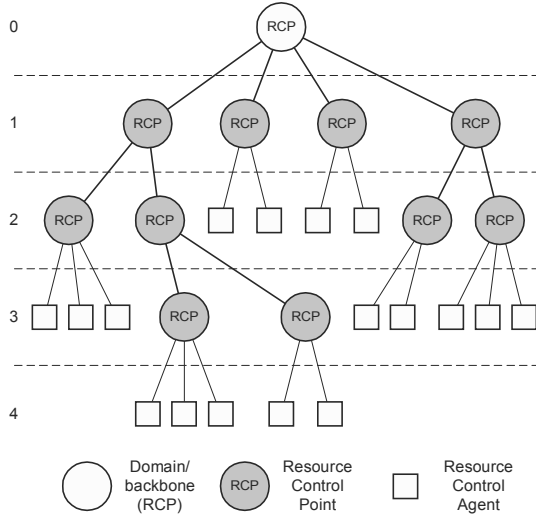 0
RCP
1
RCP RCP RCP RCP
2
RCP RCP RCP RCP
3
RCP RCP
4
Domain/
backbone
(RCP)
RCP
Resource
Control
Point
Resource
Control
Agent